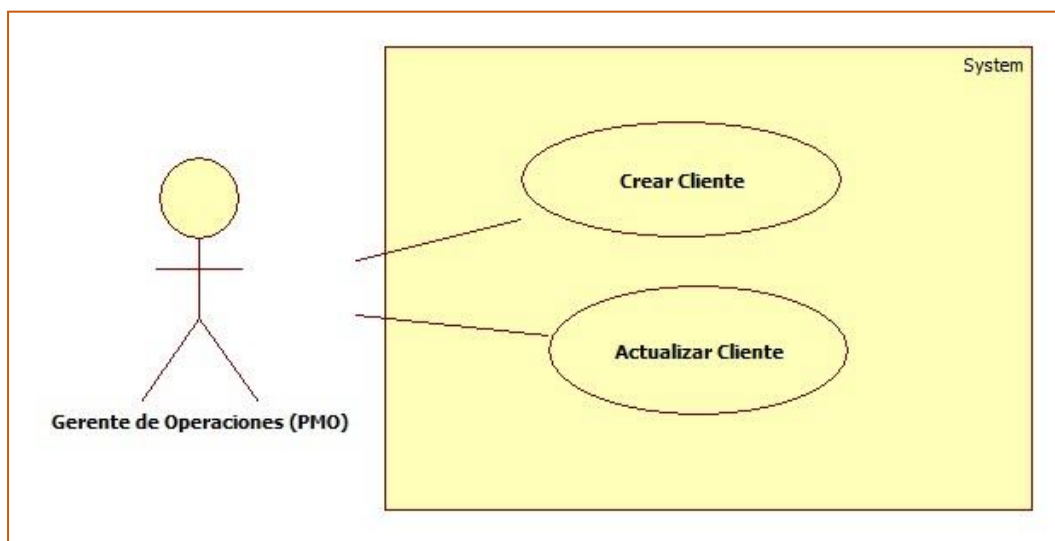 System
Crear Cliente
Actualizar Cliente
Gerente de Operaciones (PMO)